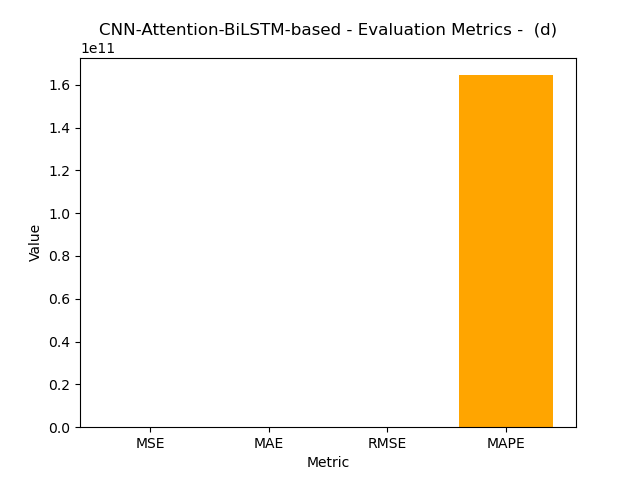 CNN-Attention-BiLSTM-based - Evaluation Metrics -  (d)
1e11
1.6
1.4
1.2
1.0
0.8
0.6
0.4
0.2
0.0
Value
MSE MAE RMSE MAPE
Metric